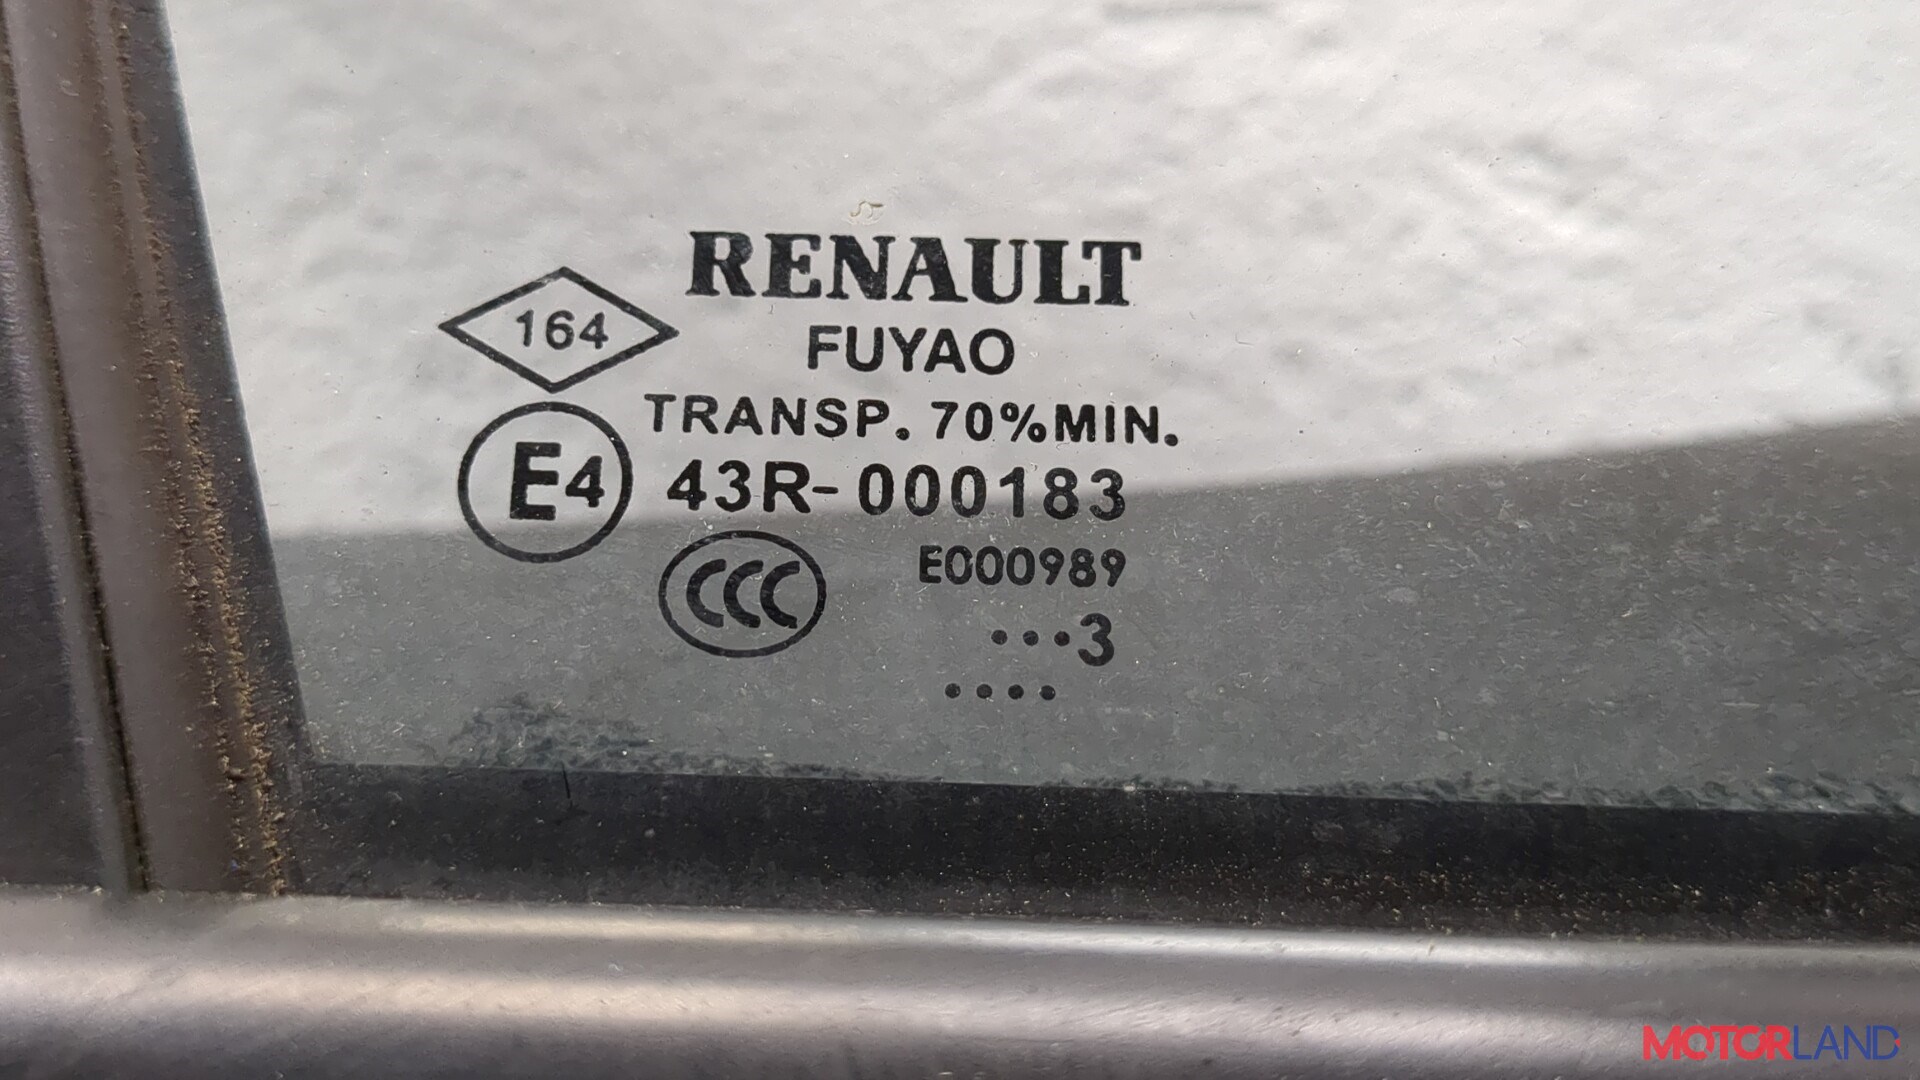 RENAULT
164
FUYAO
TRANSP. 70%MIN.
E4 43R-000183
CCC E000989
...3
....
MOTORLAND